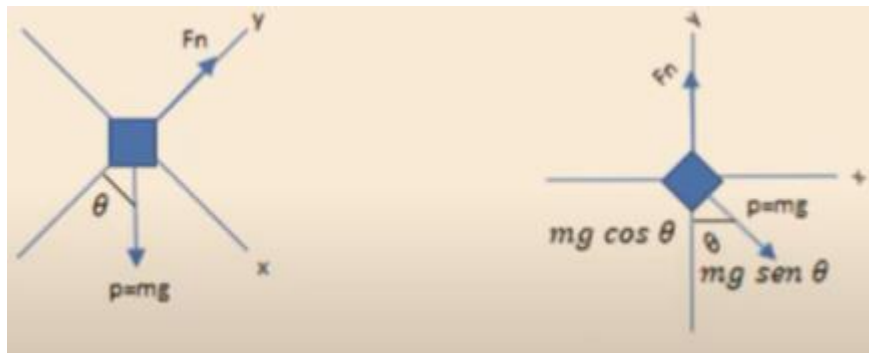 Fn
y
θ
p=mg
x
Y
Fn
x
p=mg
mg cos θ
θ
mg sen θ